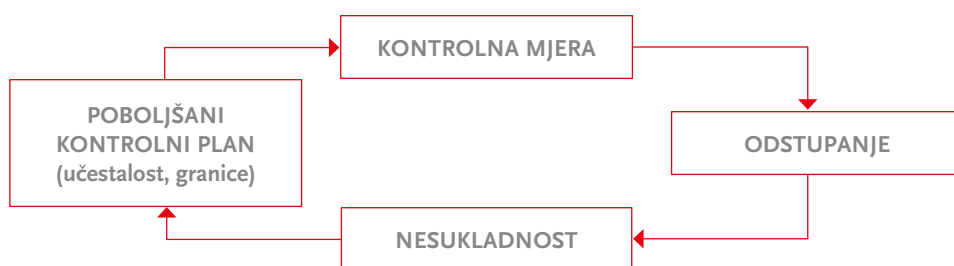 KONTROLNA MJERA
POBOLJŠANI
KONTROLNI PLAN
(učestalost, granice)
ODSTUPANJE
NESUKLADNOST